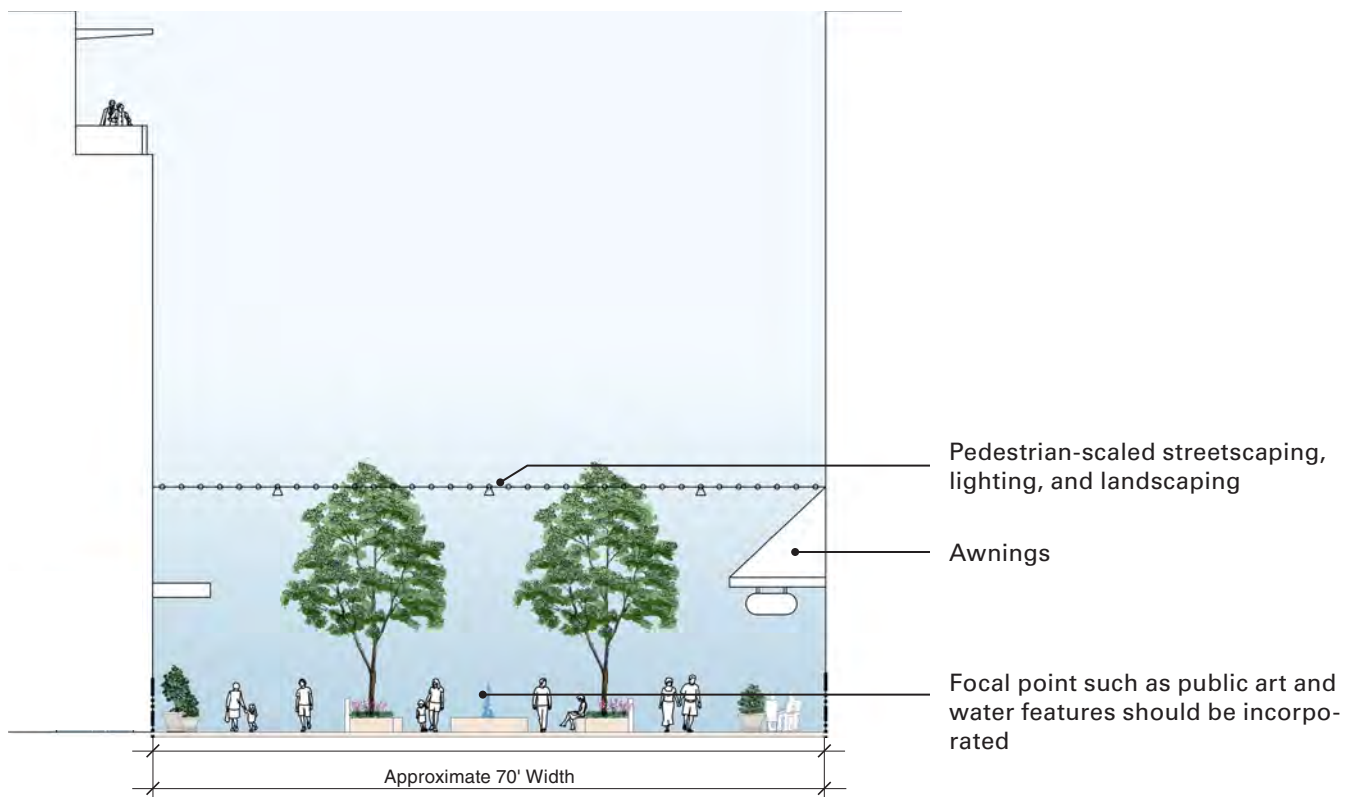 Pedestrian-scaled streetscaping,
lighting, and landscaping
Awnings
Focal point such as public art and
water features should be incorpo-
rated
Approximate 70' Width